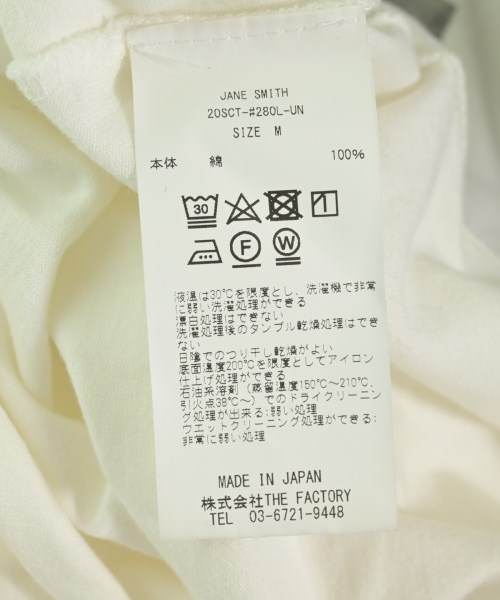 JANE SMITH
20SCT-#280L-UN
SIZE M
本体 綿 100%
30
F W
液温は30℃を限度とし、洗濯機で非常
に弱い洗濯処理ができる
漂白処理はできない
洗濯処理後のタンブル乾燥処理はでき
ない
日陰でのつり干し乾燥がよい
底面温度200℃を限度としてアイロン
仕上げ処理ができる
石油系溶剤（蒸留温度150℃～210℃、
引火点38℃～）でのドライクリーニン
グ処理が出来る:弱い処理
ウエットクリーニング処理ができる:
非常に弱い処理
MADE IN JAPAN
株式会社THE FACTORY
TEL 03-6721-9448